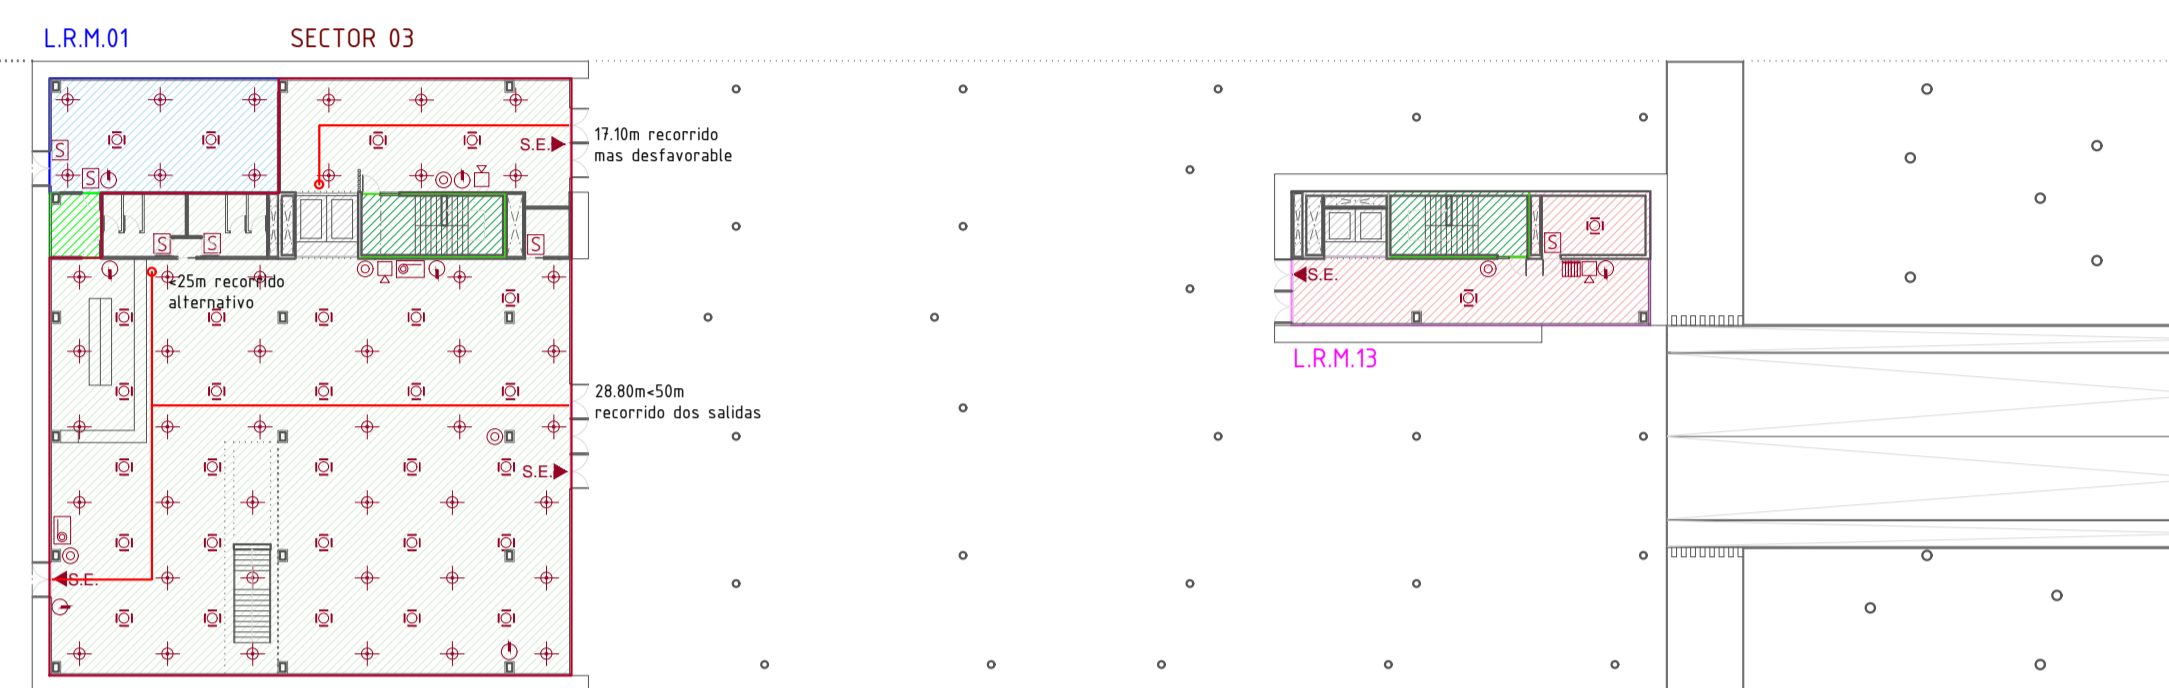 L.R.M.01
SECTOR 03
17.10m recorrido
mas desfavorable
S.E.
S
S
S
S
S
S
S.E.
<25m recorrido
alternativo
L.R.M.13
28.80m<50m
recorrido dos salidas
S.E.
S.E.